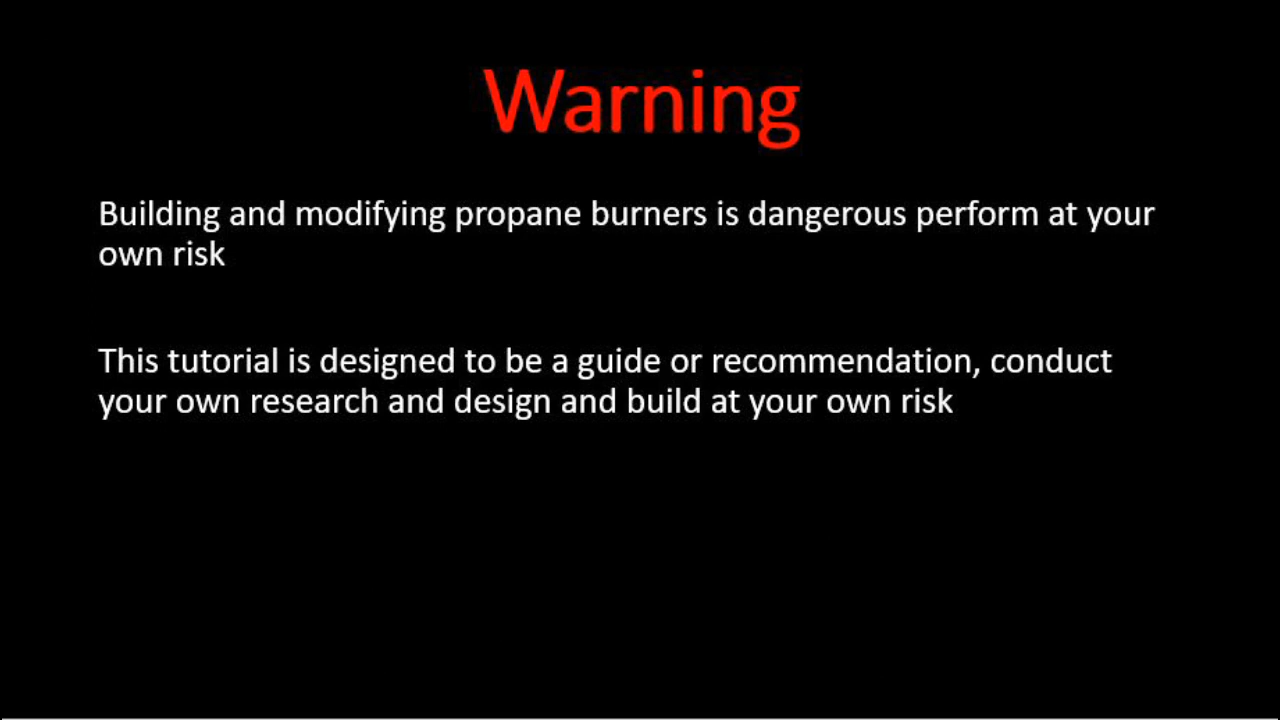 Warning
Building and modifying propane burners is dangerous perform at your
own risk
This tutorial is designed to be a guide or recommendation, conduct
your own research and design and build at your own risk